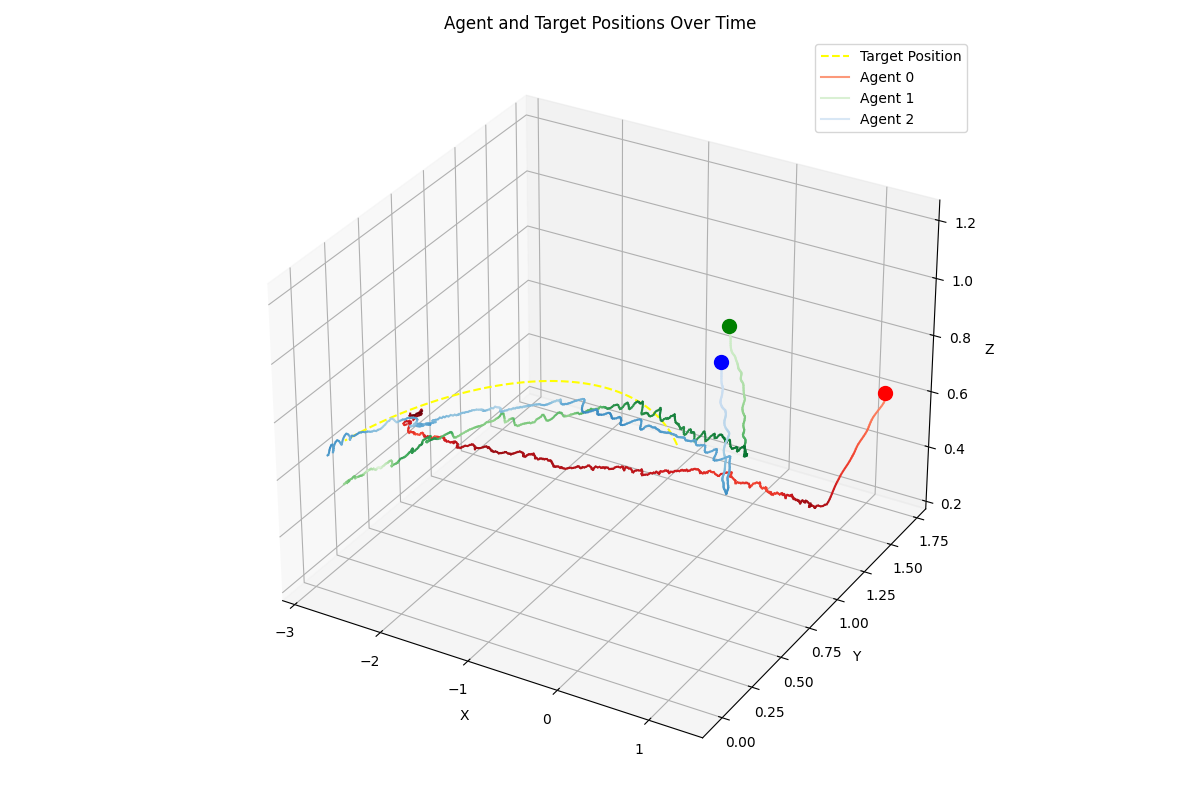 Agent and Target Positions Over Time
Target Position
Agent 0
Agent 1
Agent 2
1.2
1.0
0.8
Z
0.6
0.4
0.2
1.75
1.50
1.25
1.00
0.75
Y
0.50
0.25
0.00
−3
−2
−1
X
0
1